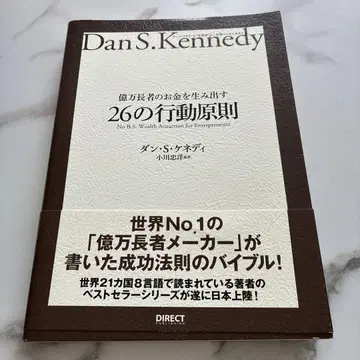 Dan S. Kennedy
億万長者のお金を生み出す
26の行動原則
No B.S. Wealth Attraction for Entrepreneurs
ダン・S・ケネディ
小川忠洋
世界No.1の
「億万長者メーカー」が
書いた成功法則のバイブル!
世界21カ国8言語で読まれている著者の
ベストセラーシリーズが遂に日本上陸!
DIRECT
PUBLISHING